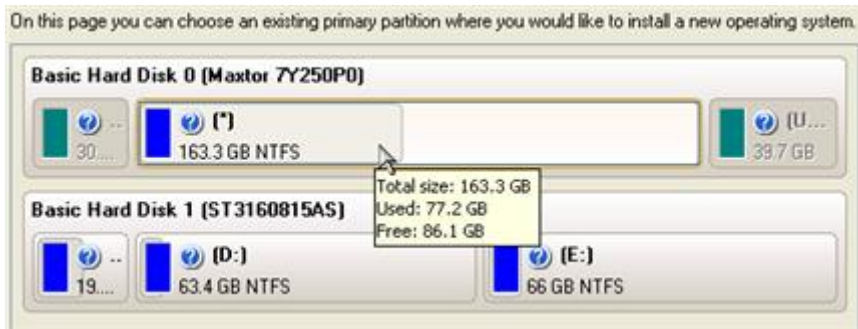 On this page you can choose an existing primary partition where you would like to install a new operating system.
Basic Hard Disk 0 (Maxtor 7Y250P0)
..
30....
(*)
163.3 GB NTFS
(U...
39.7 GB
Total size: 163.3 GB
Used: 77.2 GB
Free: 86.1 GB
Basic Hard Disk 1 (ST3160815AS)
..
19....
(D:)
63.4 GB NTFS
(E:)
66 GB NTFS